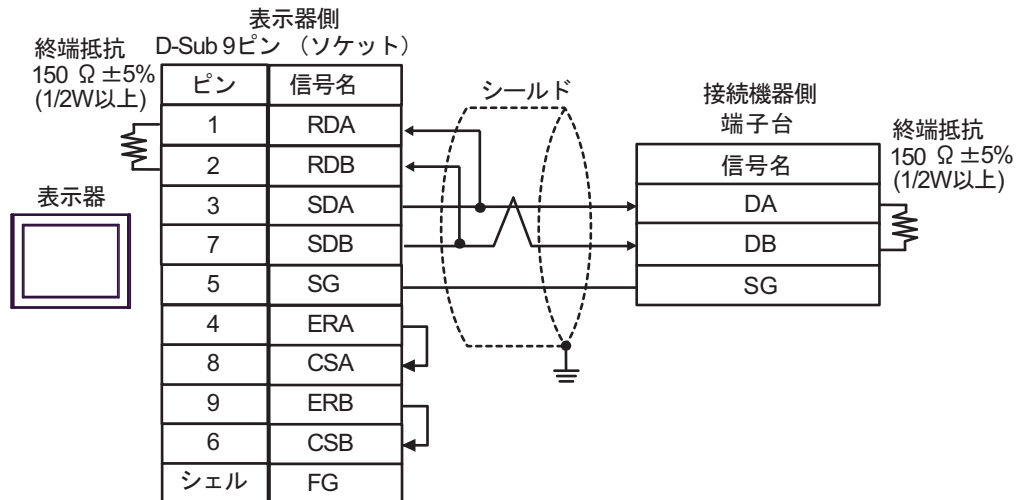 表示器側
D-Sub 9ピン （ソケット）
終端抵抗
150 Ω ±5%
(1/2W以上)
ピン 信号名
1 RDA
2 RDB
3 SDA
7 SDB
5 SG
4 ERA
8 CSA
9 ERB
6 CSB
シェル FG
表示器
シールド
接続機器側
端子台
信号名
DA
DB
SG
終端抵抗
150 Ω ±5%
(1/2W以上)